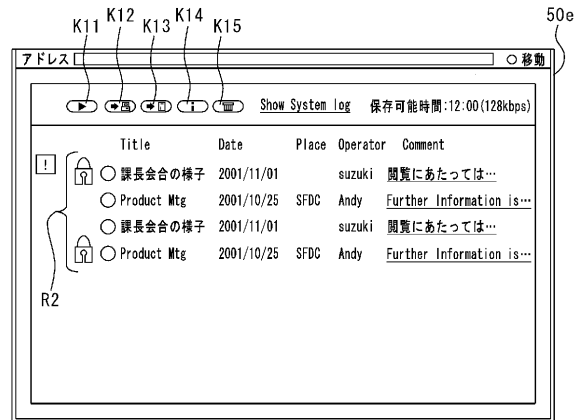 K11 K12 K13 K14 K15 50e
アドレス ○移動
Show System log 保存可能時間:12:00(128kbps)
Title Date Place Operator Comment
! 課長会合の様子 2001/11/01 suzuki 閲覧にあたっては…
Product Mtg 2001/10/25 SFDC Andy Further Information is…
課長会合の様子 2001/11/01 suzuki 閲覧にあたっては…
Product Mtg 2001/10/25 SFDC Andy Further Information is…
R2